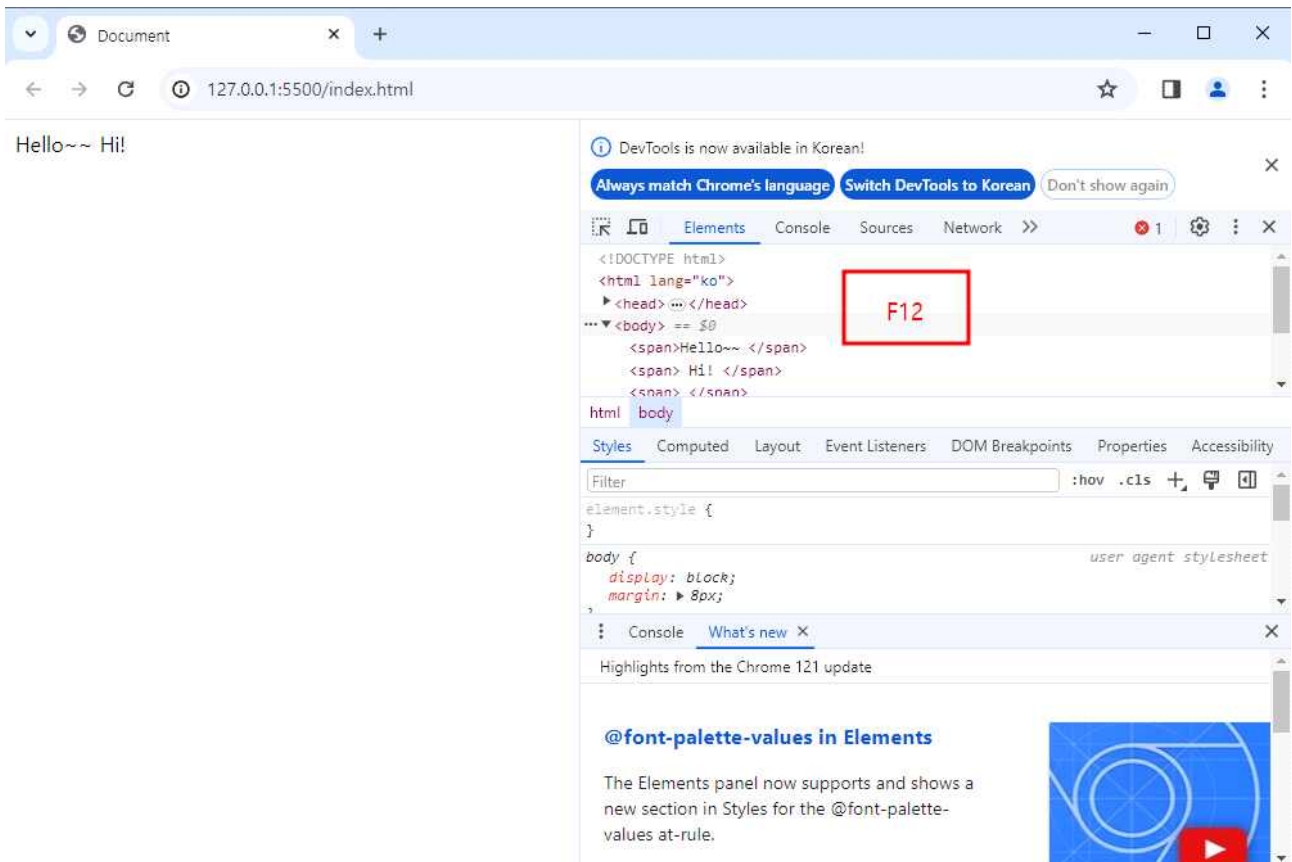 Document
127.0.0.1:5500/index.html
Hello~~ Hi!
DevTools is now available in Korean!
Always match Chrome's language Switch DevTools to Korean Don't show again
Elements Console Sources Network 1
<!DOCTYPE html>
<html lang="ko">
<head> … </head>
F12
<body> == $0
<span>Hello~~ </span>
<span> Hi! </span>
<span> </span>
html body
Styles Computed Layout Event Listeners DOM Breakpoints Properties Accessibility
Filter :hov .cls
element.style {
}
body { user agent stylesheet
display: block;
margin: 8px;
}
Console What's new
Highlights from the Chrome 121 update
@font-palette-values in Elements
The Elements panel now supports and shows a
new section in Styles for the @font-palette-
values at-rule.